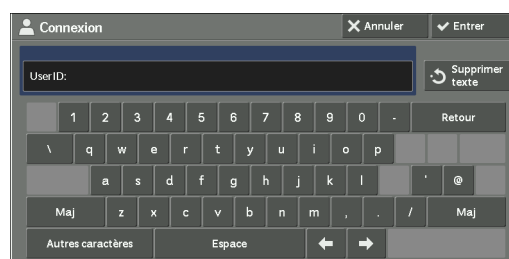 Connexion Annuler Entrer
UserID: Supprimer
texte
1 2 3 4 5 6 7 8 9 0 - Retour
\ q w e r t y u i o p
a s d f g h j k l ' @
Maj z x c v b n m , . / Maj
Autres caractères Espace